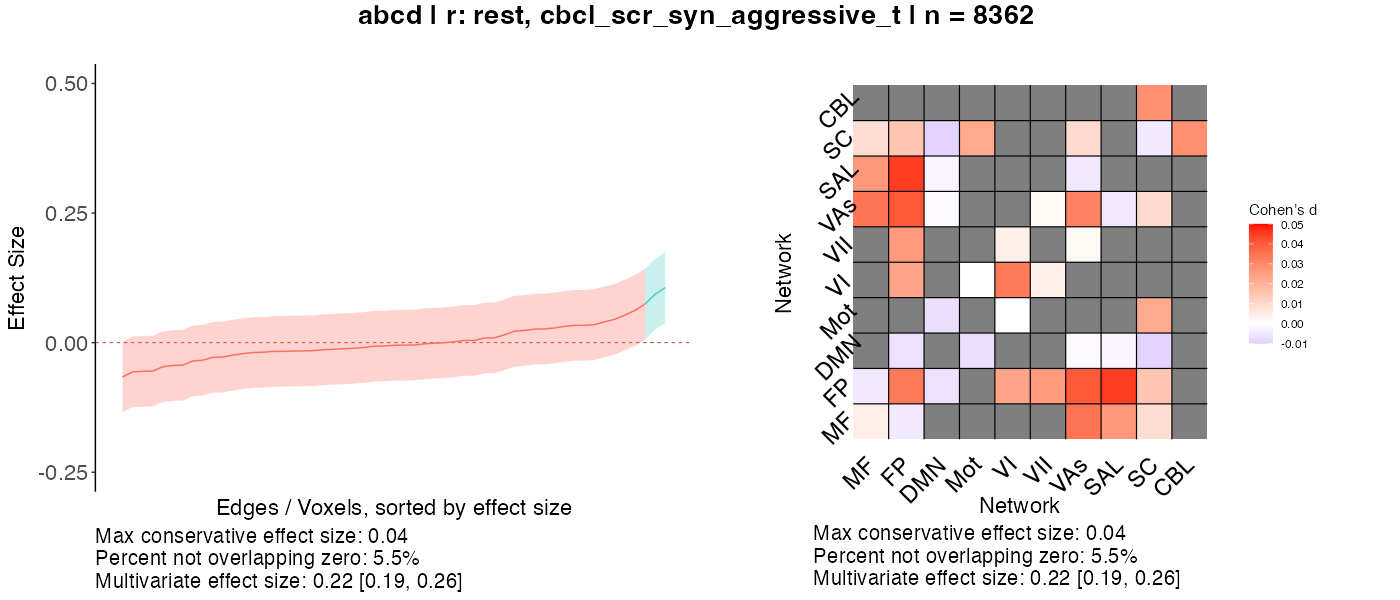 abcd | r: rest, cbcl_scr_syn_aggressive_t | n = 8362
Effect Size
0.50
0.25
0.00
-0.25
Edges / Voxels, sorted by effect size
Max conservative effect size: 0.04
Percent not overlapping zero: 5.5%
Multivariate effect size: 0.22 [0.19, 0.26]
Network
CBL
SC
SAL
VAs
VII
VI
Mot
DMN
FP
MF
MF
FP
DMN
Mot
VI
VII
VAs
SAL
SC
CBL
Network
Max conservative effect size: 0.04
Percent not overlapping zero: 5.5%
Multivariate effect size: 0.22 [0.19, 0.26]
Cohen's d
0.05
0.04
0.03
0.02
0.01
0.00
-0.01